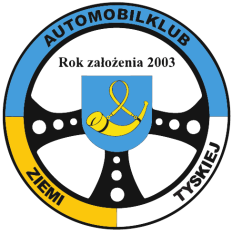 AUTOMOBILKLUB
Rok założenia 2003
ZIEMI
TYSKIEJ